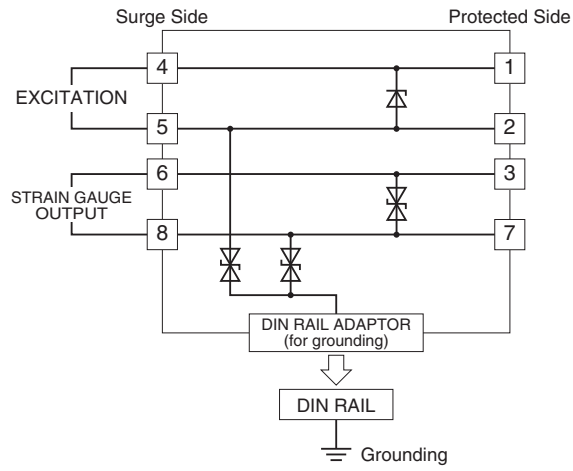 Surge Side
Protected Side
4
1
EXCITATION
5
2
6
3
STRAIN GAUGE
OUTPUT
8
7
DIN RAIL ADAPTOR
(for grounding)
DIN RAIL
Grounding